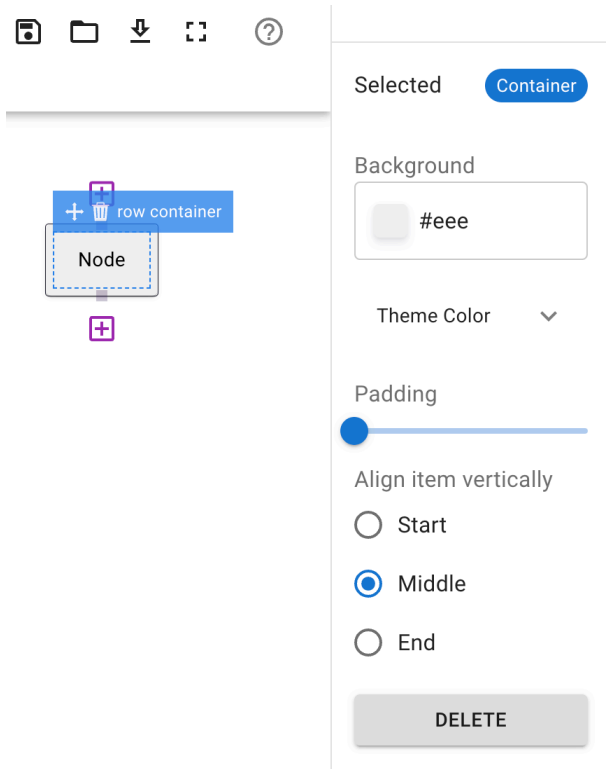 Selected
Container
Background
#eee
row container
Node
Theme Color
Padding
Align item vertically
Start
Middle
End
DELETE